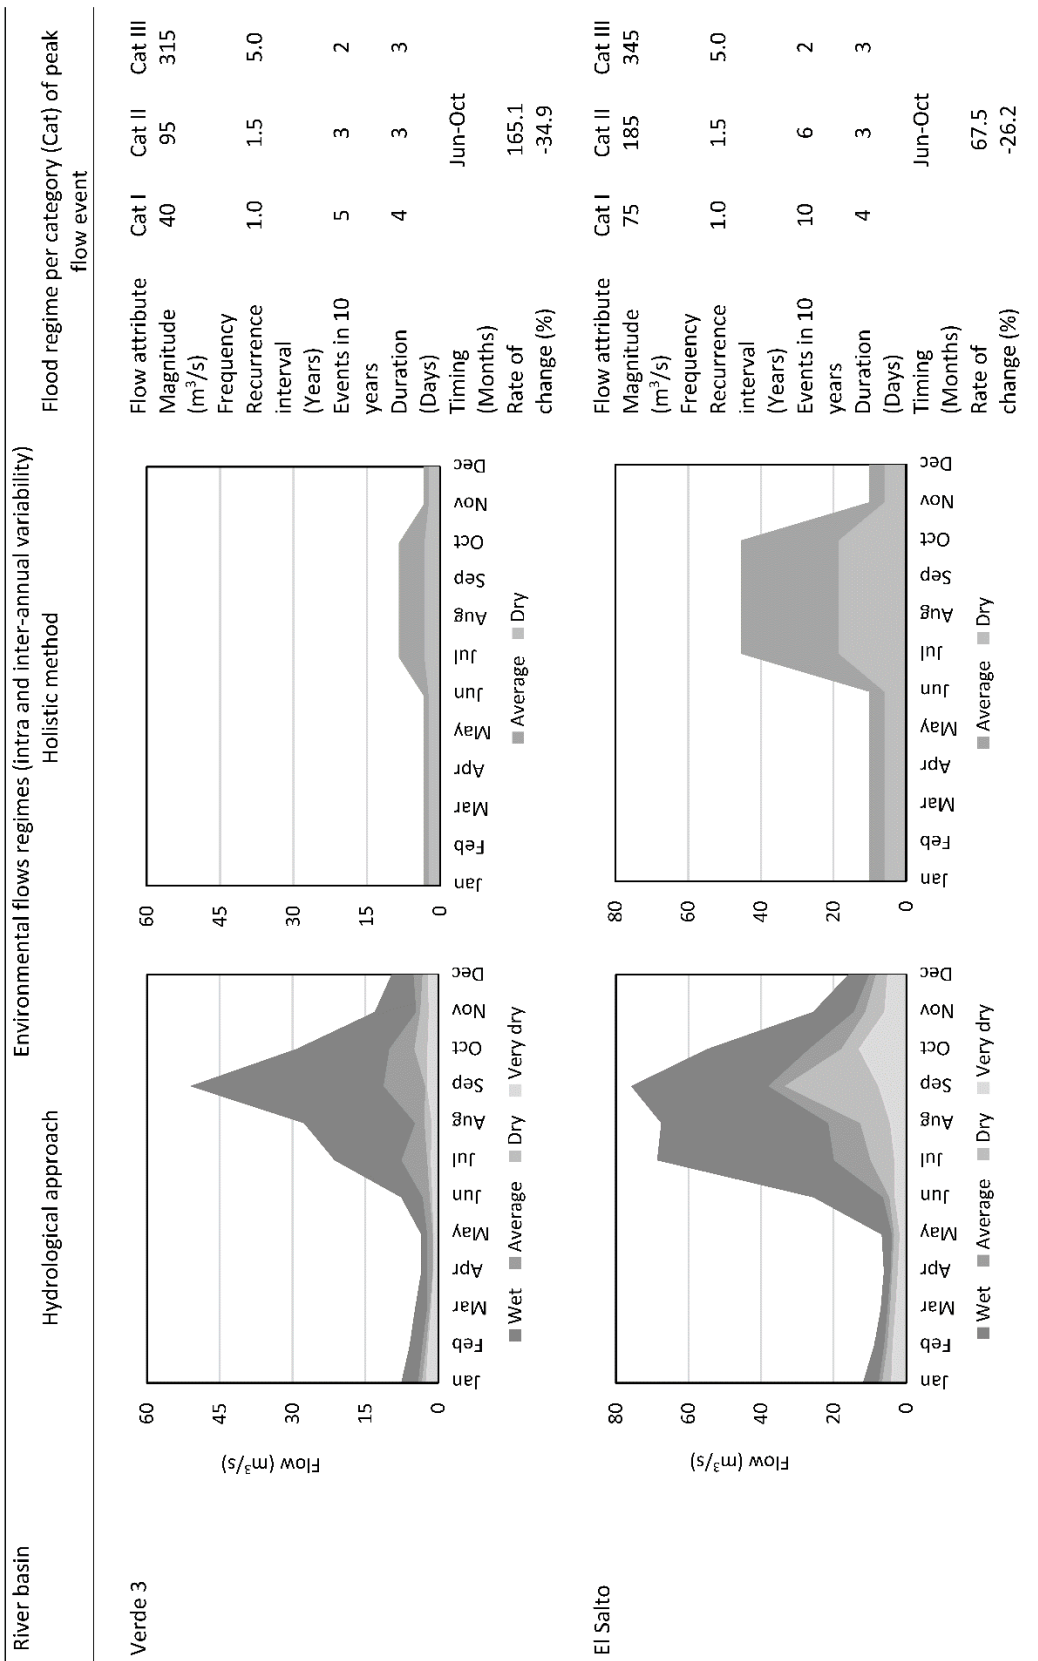 River basin
Environmental flows regimes (intra and inter-annual variability)
Hydrological approach
Holistic method
Flood regime per category (Cat) of peak
flow event
Verde 3
Flow (m³/s)
60
45
30
15
0
Jan Feb Mar Apr May Jun Jul Aug Sep Oct Nov Dec
Wet Average Dry Very dry
60
45
30
15
0
Jan Feb Mar Apr May Jun Jul Aug Sep Oct Nov Dec
Average Dry
Flow attribute Cat I Cat II Cat III
Magnitude 40 95 315
(m³/s)
Frequency
Recurrence 1.0 1.5 5.0
interval
(Years)
Events in 10 5 3 2
years
Duration 4 3 3
(Days)
Timing Jun-Oct
(Months)
Rate of 165.1
change (%) -34.9
El Salto
Flow (m³/s)
80
60
40
20
0
Jan Feb Mar Apr May Jun Jul Aug Sep Oct Nov Dec
Wet Average Dry Very dry
80
60
40
20
0
Jan Feb Mar Apr May Jun Jul Aug Sep Oct Nov Dec
Average Dry
Flow attribute Cat I Cat II Cat III
Magnitude 75 185 345
(m³/s)
Frequency
Recurrence 1.0 1.5 5.0
interval
(Years)
Events in 10 10 6 2
years
Duration 4 3 3
(Days)
Timing Jun-Oct
(Months)
Rate of 67.5
change (%) -26.2